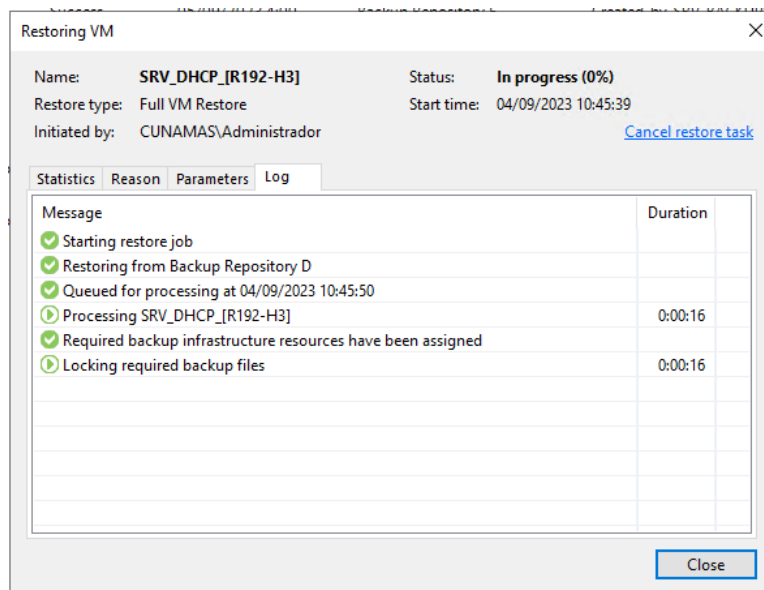 Restoring VM
Name: SRV_DHCP_[R192-H3] Status: In progress (0%)
Restore type: Full VM Restore Start time: 04/09/2023 10:45:39
Initiated by: CUNAMAS\Administrador Cancel restore task
Statistics Reason Parameters Log
Message Duration
Starting restore job
Restoring from Backup Repository D
Queued for processing at 04/09/2023 10:45:50
Processing SRV_DHCP_[R192-H3] 0:00:16
Required backup infrastructure resources have been assigned
Locking required backup files 0:00:16
Close